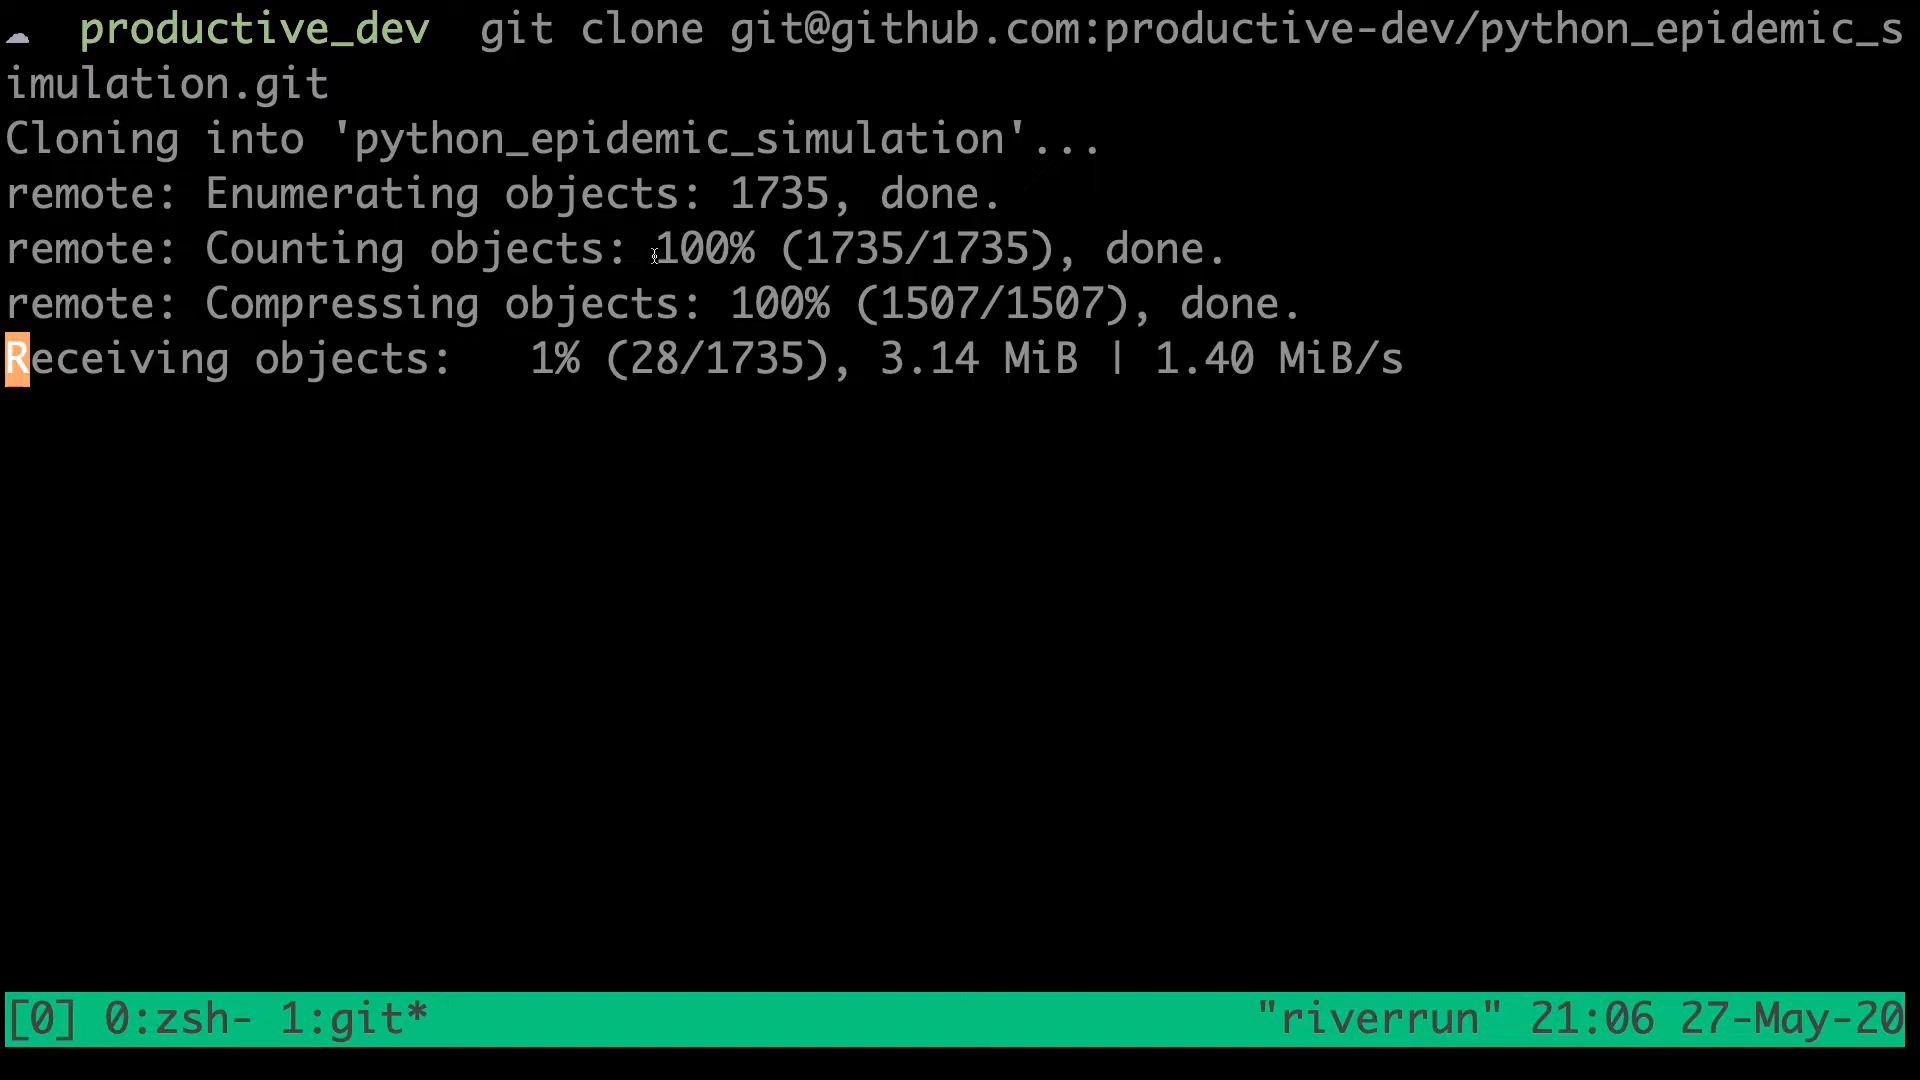 ☁  productive_dev  git clone git@github.com:productive-dev/python_epidemic_s
imulation.git
Cloning into 'python_epidemic_simulation'...
remote: Enumerating objects: 1735, done.
remote: Counting objects: 100% (1735/1735), done.
remote: Compressing objects: 100% (1507/1507), done.
Receiving objects:   1% (28/1735), 3.14 MiB | 1.40 MiB/s
[0] 0:zsh- 1:git* "riverrun" 21:06 27-May-20